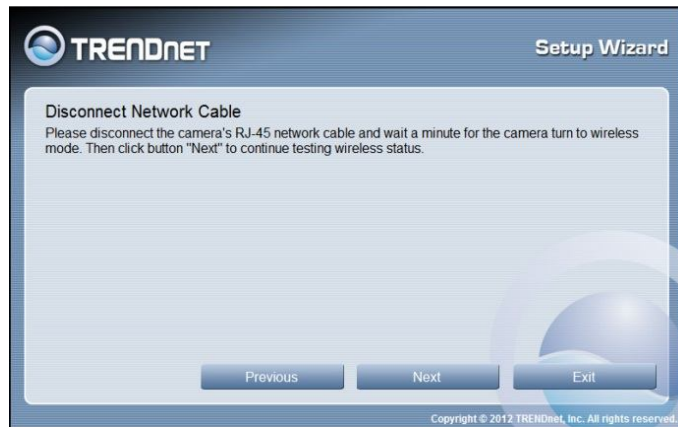 TRENDNET
Setup Wizard
Disconnect Network Cable
Please disconnect the camera's RJ-45 network cable and wait a minute for the camera turn to wireless
mode. Then click button "Next" to continue testing wireless status.
Previous
Next
Exit
Copyright © 2012 TRENDnet, Inc. All rights reserved.